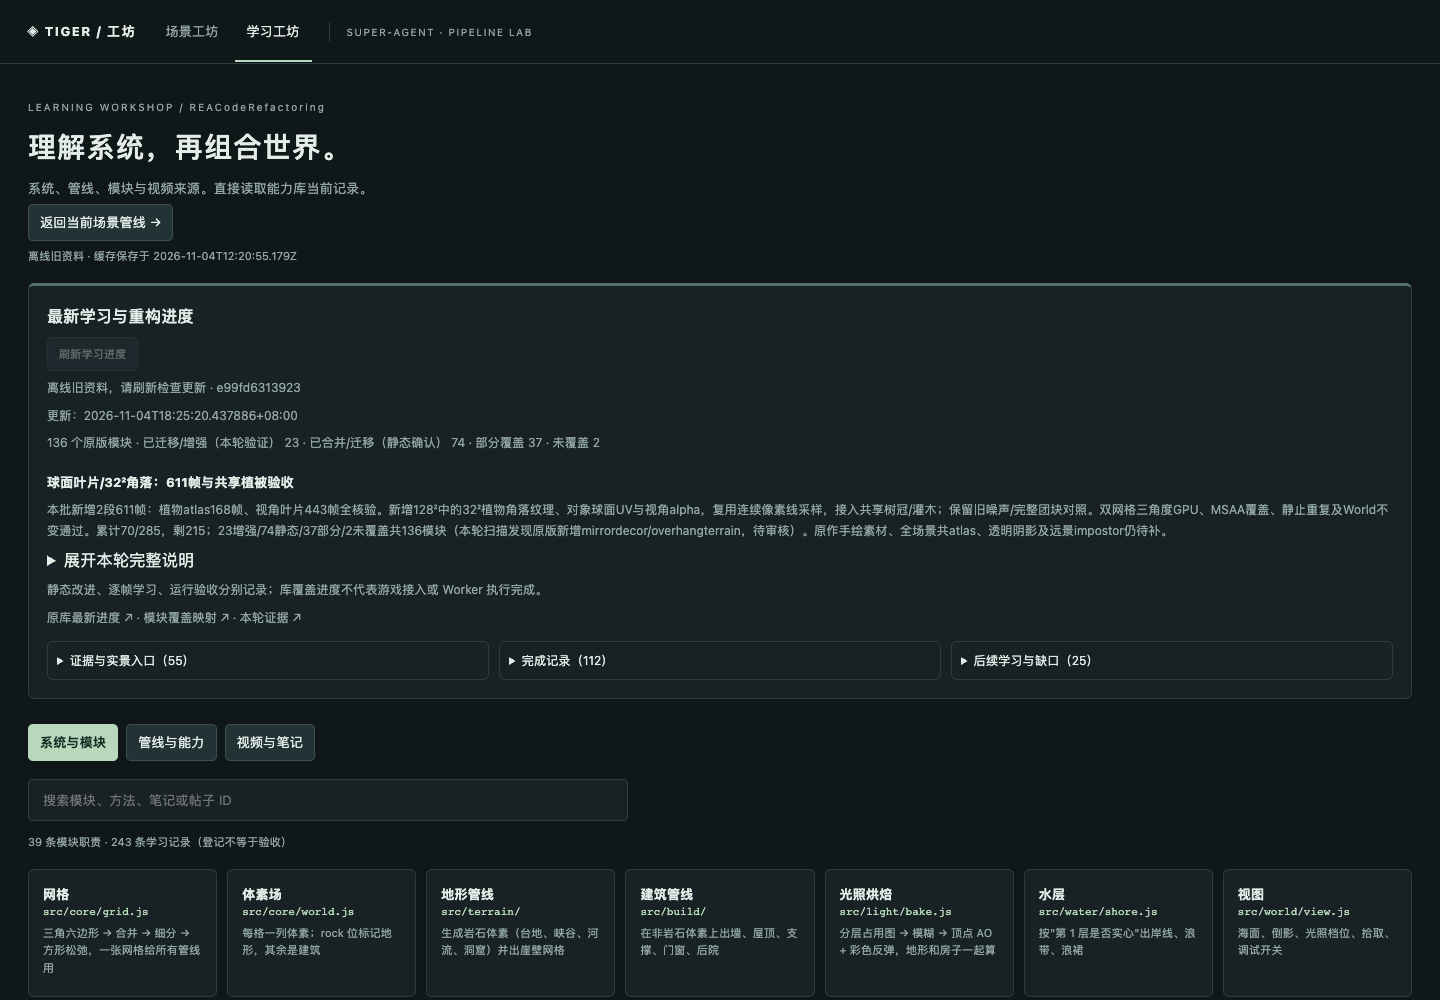 ◈ TIGER / 工坊
场景工坊
学习工坊
SUPER-AGENT · PIPELINE LAB
LEARNING WORKSHOP / REACodeRefactoring
理解系统，再组合世界。
系统、管线、模块与视频来源。直接读取能力库当前记录。
返回当前场景管线 →
离线旧资料 · 缓存保存于 2026-11-04T12:20:55.179Z
最新学习与重构进度
刷新学习进度
离线旧资料，请刷新检查更新 · e99fd6313923
更新：2026-11-04T18:25:20.437886+08:00
136 个原版模块 · 已迁移/增强（本轮验证） 23 · 已合并/迁移（静态确认） 74 · 部分覆盖 37 · 未覆盖 2
球面叶片/32²角落：611帧与共享植被验收
本批新增2段611帧：植物atlas168帧、视角叶片443帧全核验。新增128²中的32²植物角落纹理、对象球面UV与视角alpha，复用连续像素线采样，接入共享树冠/灌木；保留旧噪声/完整团块对照。双网格三角度GPU、MSAA覆盖、静止重复及World不
变通过。累计70/285，剩215；23增强/74静态/37部分/2未覆盖共136模块（本轮扫描发现原版新增mirrordecor/overhangterrain，待审核）。原作手绘素材、全场景共atlas、透明阴影及远景impostor仍待补。
▶ 展开本轮完整说明
静态改进、逐帧学习、运行验收分别记录；库覆盖进度不代表游戏接入或 Worker 执行完成。
原库最新进度 ↗ · 模块覆盖映射 ↗ · 本轮证据 ↗
▶ 证据与实景入口（55）
▶ 完成记录（112）
▶ 后续学习与缺口（25）
系统与模块
管线与能力
视频与笔记
搜索模块、方法、笔记或帖子 ID
39 条模块职责 · 243 条学习记录（登记不等于验收）
网格
src/core/grid.js
三角六边形 → 合并 → 细分 →
方形松弛，一张网格给所有管线
用
体素场
src/core/world.js
每格一列体素；rock 位标记地
形，其余是建筑
地形管线
src/terrain/
生成岩石体素（台地、峡谷、河
流、洞窟）并出崖壁网格
建筑管线
src/build/
在非岩石体素上出墙、屋顶、支
撑、门窗、后院
光照烘焙
src/light/bake.js
分层占用图 → 模糊 → 顶点 AO
+ 彩色反弹，地形和房子一起算
水层
src/water/shore.js
按"第 1 层是否实心"出岸线、浪
带、浪裙
视图
src/world/view.js
海面、倒影、光照档位、拾取、
调试开关